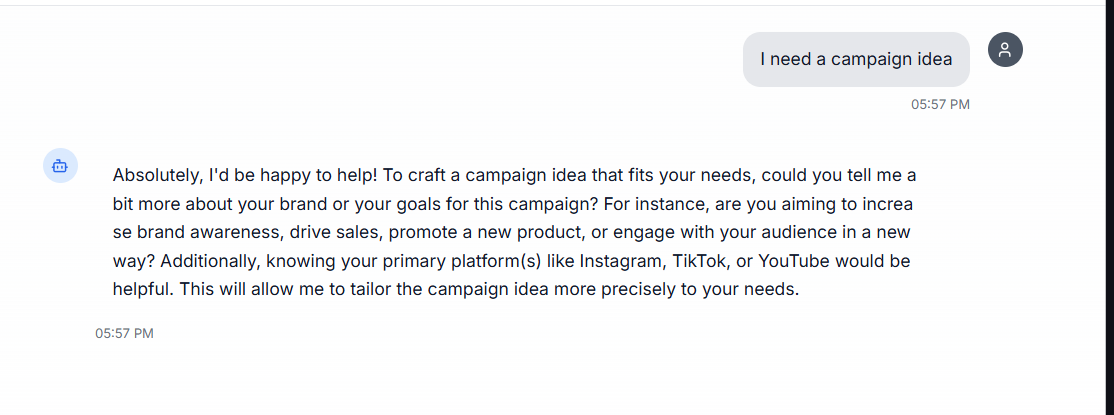 I need a campaign idea
05:57 PM
Absolutely, I'd be happy to help! To craft a campaign idea that fits your needs, could you tell me a
bit more about your brand or your goals for this campaign? For instance, are you aiming to increa
se brand awareness, drive sales, promote a new product, or engage with your audience in a new
way? Additionally, knowing your primary platform(s) like Instagram, TikTok, or YouTube would be
helpful. This will allow me to tailor the campaign idea more precisely to your needs.
05:57 PM